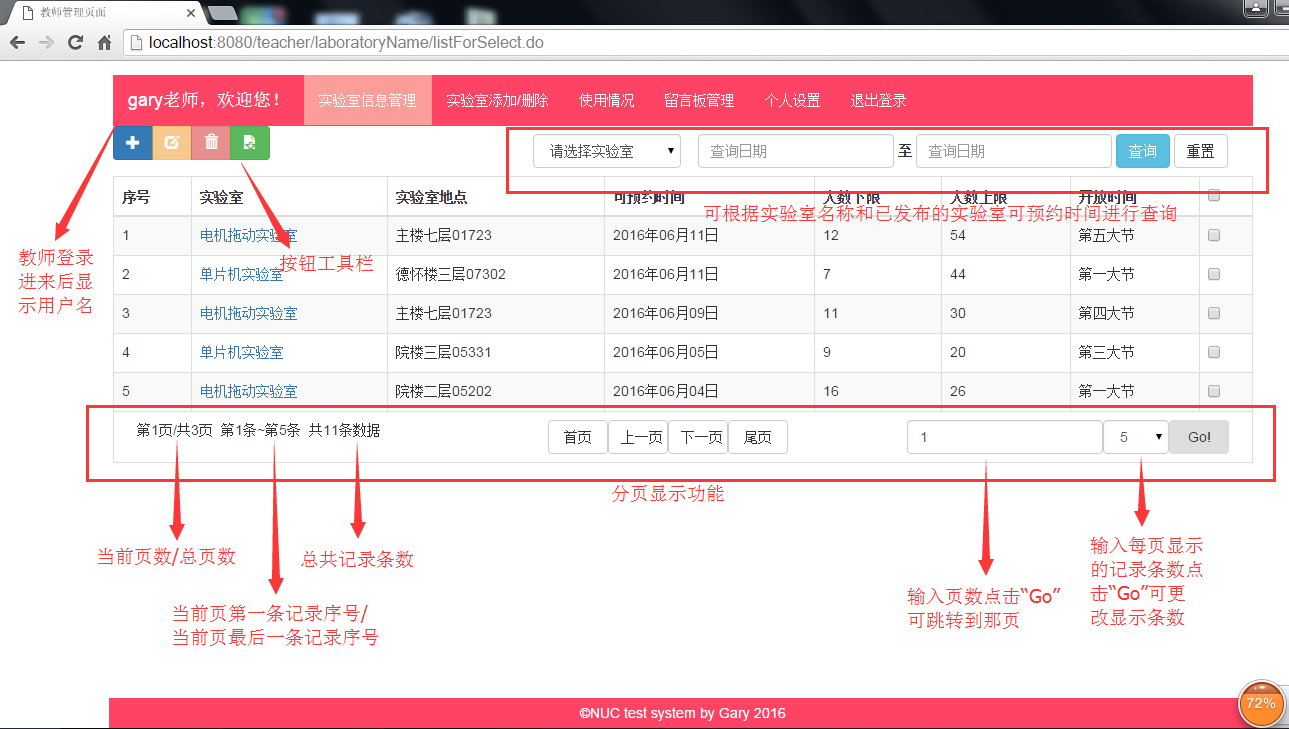 教师管理页面
localhost:8080/teacher/laboratoryName/listForSelect.do
gary老师，欢迎您！ 实验室信息管理 实验室添加/删除 使用情况 留言板管理 个人设置 退出登录
请选择实验室 查询日期 至 查询日期 查询 重置
序号 实验室 实验室地点 可预约时间 人数下限 人数上限 开放时间
可根据实验室名称和已发布的实验室可预约时间进行查询
1 电机拖动实验室 主楼七层01723 2016年06月11日 12 54 第五大节
按钮工具栏
2 单片机实验室 德怀楼三层07302 2016年06月11日 7 44 第一大节
教师登录
进来后显
示用户名
3 电机拖动实验室 主楼七层01723 2016年06月09日 11 30 第四大节
4 单片机实验室 院楼三层05331 2016年06月05日 9 20 第三大节
5 电机拖动实验室 院楼二层05202 2016年06月04日 16 26 第一大节
第1页/共3页 第1条~第5条 共11条数据 首页 上一页 下一页 尾页 1 5 Go!
分页显示功能
当前页数/总页数
总共记录条数
当前页第一条记录序号/
当前页最后一条记录序号
输入页数点击“Go”
可跳转到那页
输入每页显示
的记录条数点
击“Go”可更
改显示条数
©NUC test system by Gary 2016
72%